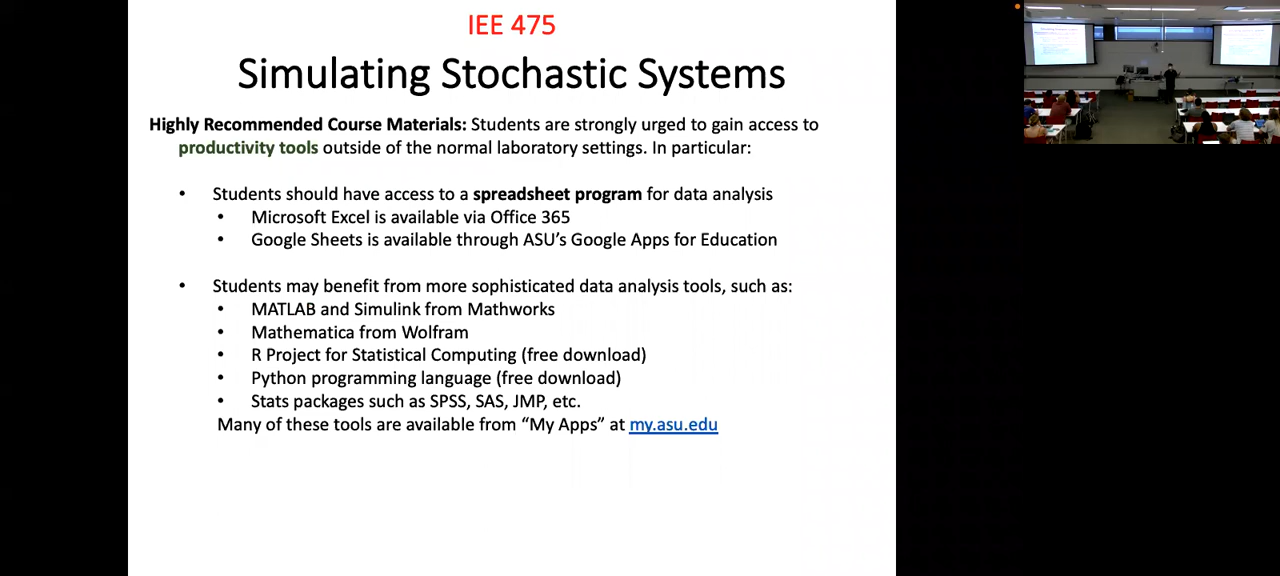 IEE 475
Simulating Stochastic Systems
Highly Recommended Course Materials: Students are strongly urged to gain access to
productivity tools outside of the normal laboratory settings. In particular:
• Students should have access to a spreadsheet program for data analysis
• Microsoft Excel is available via Office 365
• Google Sheets is available through ASU’s Google Apps for Education
• Students may benefit from more sophisticated data analysis tools, such as:
• MATLAB and Simulink from Mathworks
• Mathematica from Wolfram
• R Project for Statistical Computing (free download)
• Python programming language (free download)
• Stats packages such as SPSS, SAS, JMP, etc.
Many of these tools are available from “My Apps” at my.asu.edu